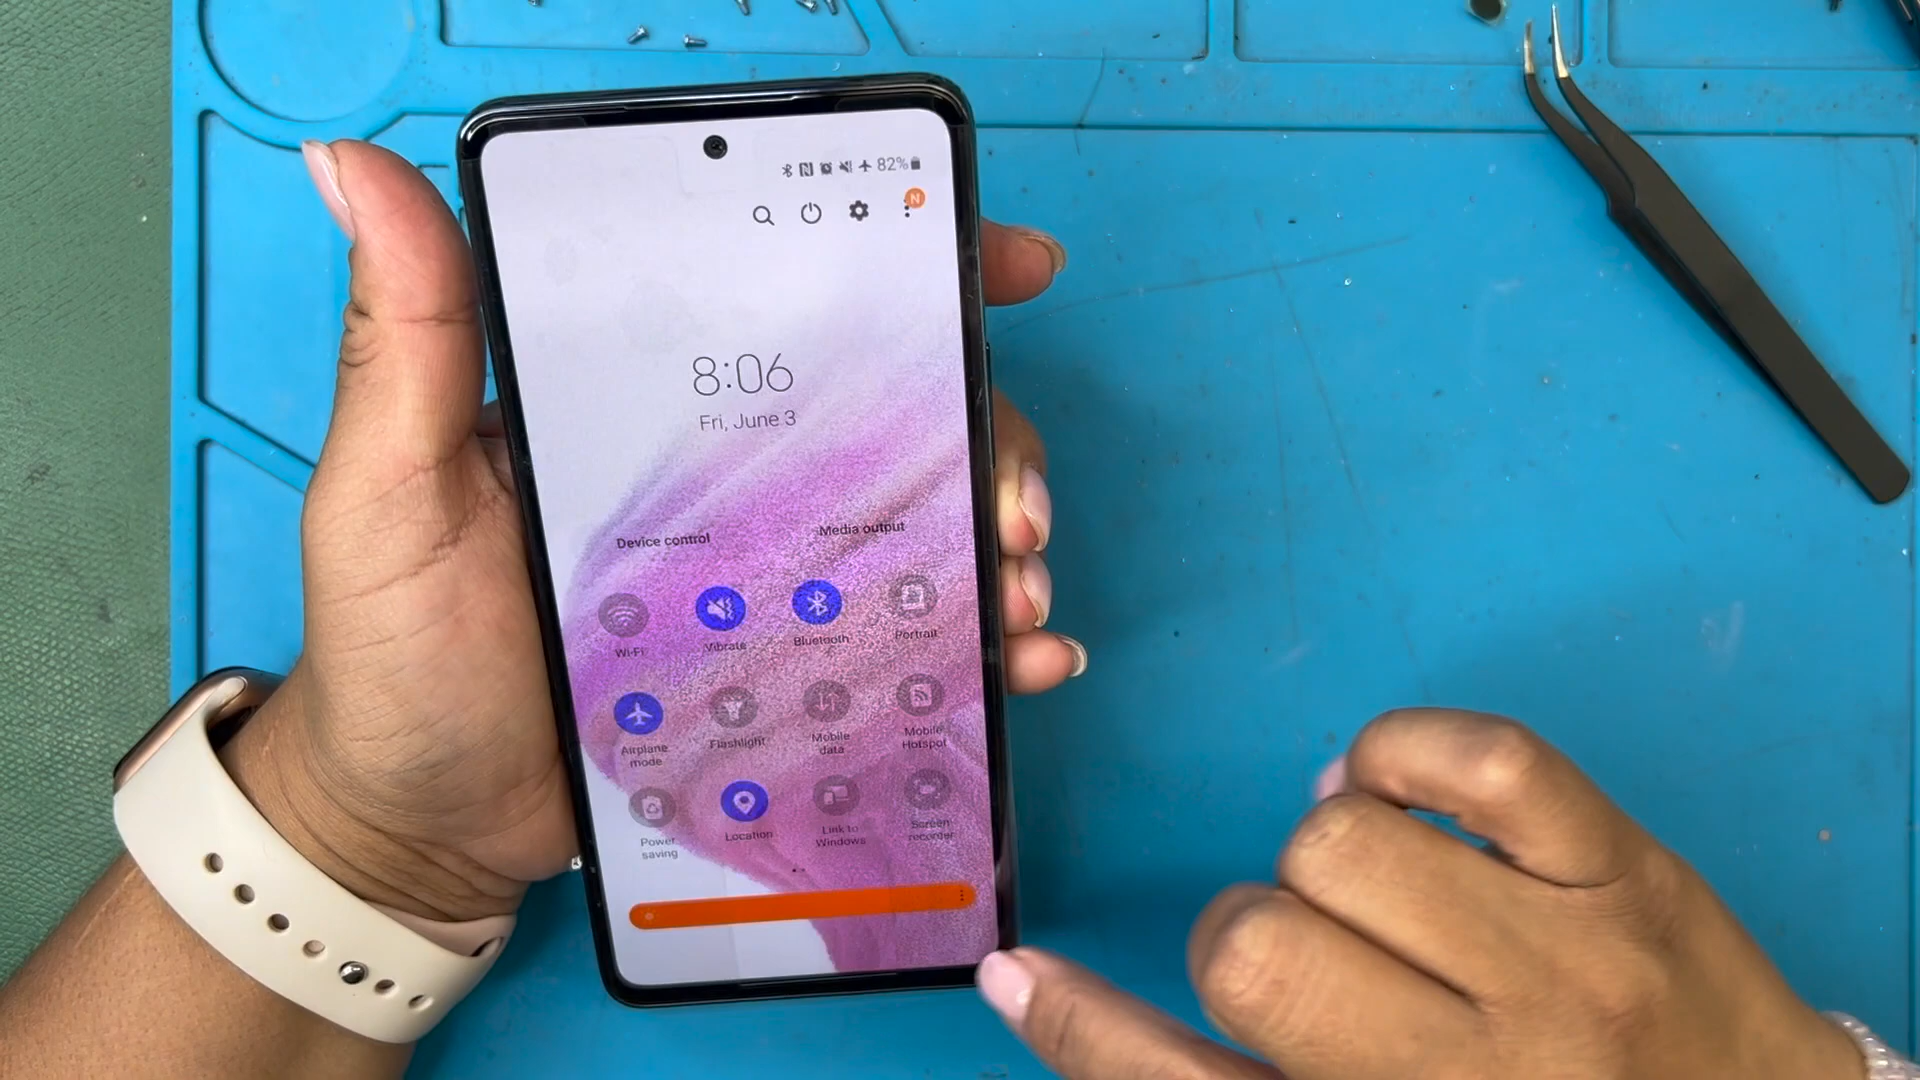 82%
N
8:06
Fri, June 3
Device control
Media output
Wi-Fi
Vibrate
Bluetooth
Portrait
Airplane
mode
Flashlight
Mobile
data
Mobile
Hotspot
Power
saving
Location
Link to
Windows
Screen
recorder